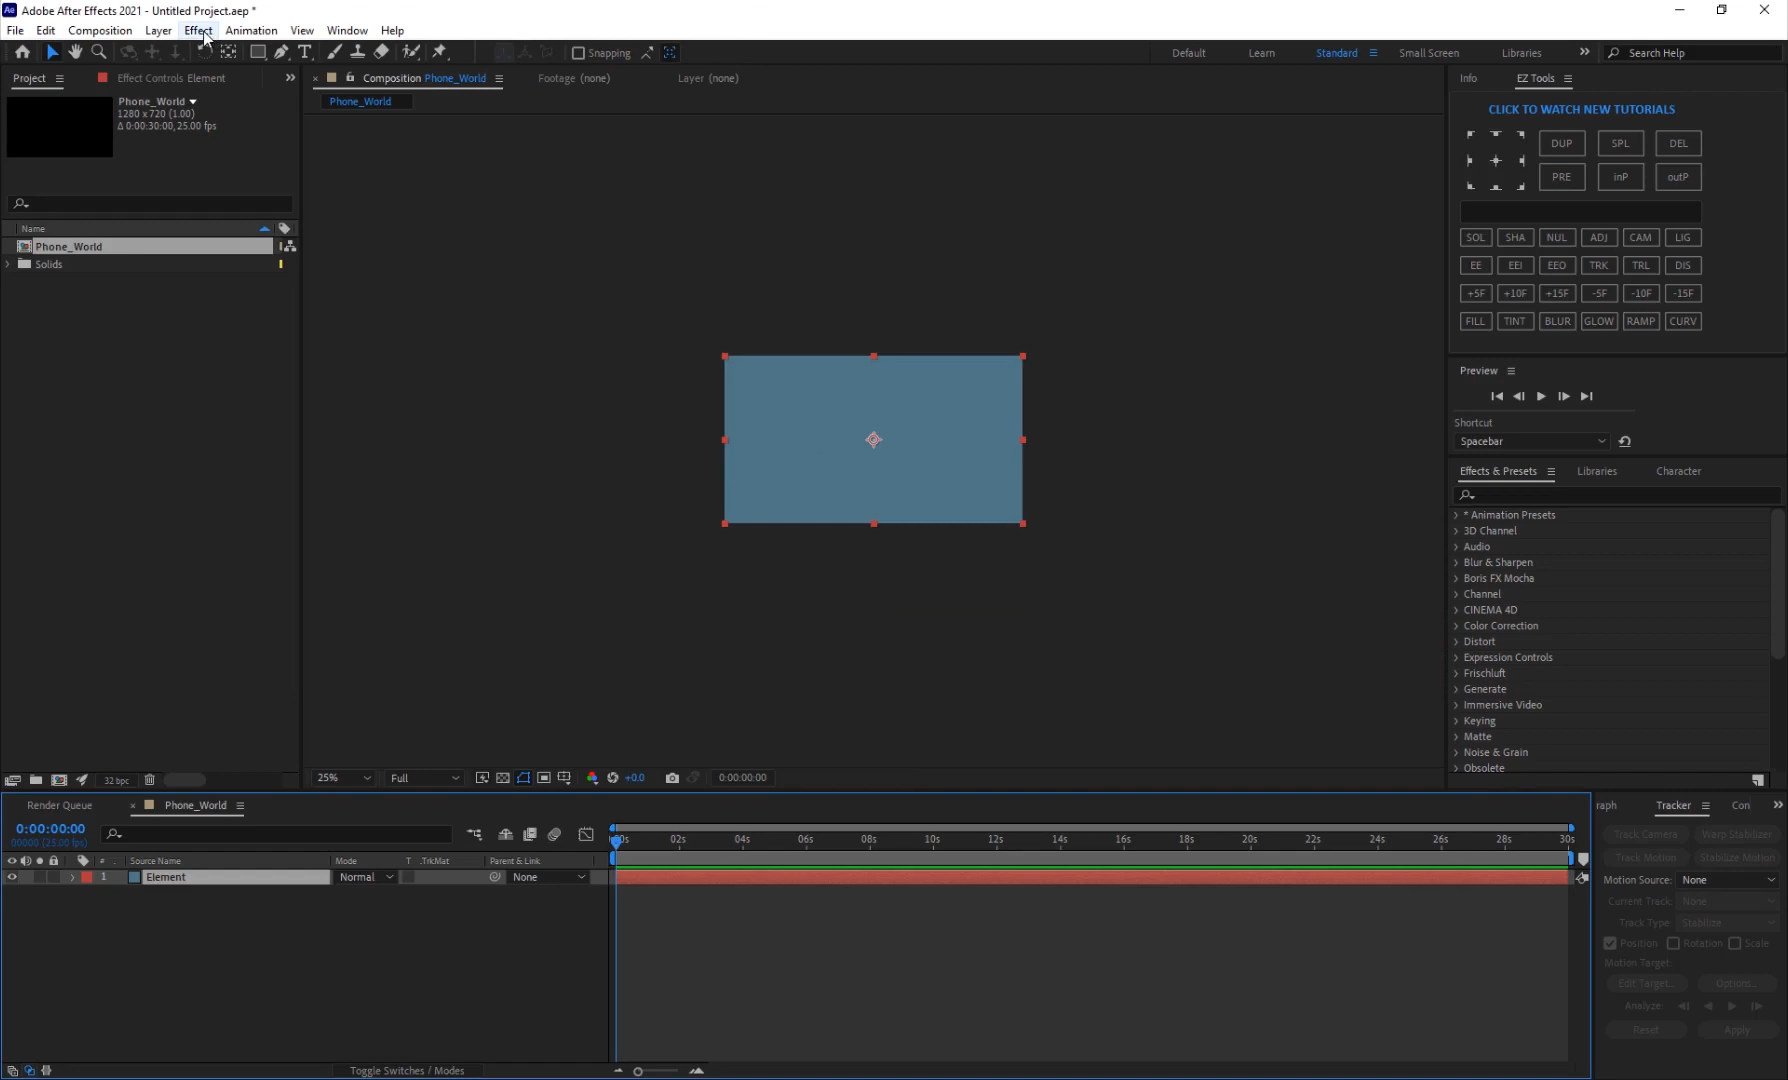 Adobe After Effects 2021 - Untitled Project.aep *
File Edit Composition Layer Effect Animation View Window Help
Snapping Default Learn Standard Small Screen Libraries Search Help
Project Effect Controls Element Composition Phone_World Footage (none) Layer (none) Info EZ Tools
Phone_World
1280 x 720 (1.00)
Δ 0:00:30:00, 25.00 fps
Phone_World
CLICK TO WATCH NEW TUTORIALS
DUP SPL DEL
PRE inP outP
SOL SHA NUL ADJ CAM LIG
EE EEI EEO TRK TRL DIS
+5F +10F +15F -5F -10F -15F
FILL TINT BLUR GLOW RAMP CURV
Name
Phone_World
Solids
Preview
Shortcut
Spacebar
Effects & Presets Libraries Character
* Animation Presets
3D Channel
Audio
Blur & Sharpen
Boris FX Mocha
Channel
CINEMA 4D
Color Correction
Distort
Expression Controls
Frischluft
Generate
Immersive Video
Keying
Matte
Noise & Grain
Obsolete
32 bpc
25% Full +0.0 0:00:00:00
Render Queue Phone_World
0:00:00:00
00000 (25.00 fps)
02s 04s 06s 08s 10s 12s 14s 16s 18s 20s 22s 24s 26s 28s 30s
# Source Name Mode T .TrkMat Parent & Link
1 Element Normal None
Toggle Switches / Modes
raph Tracker Con
Track Camera Warp Stabilizer
Track Motion Stabilize Motion
Motion Source: None
Current Track: None
Track Type: Stabilize
Position Rotation Scale
Motion Target:
Edit Target... Options...
Analyze:
Reset Apply